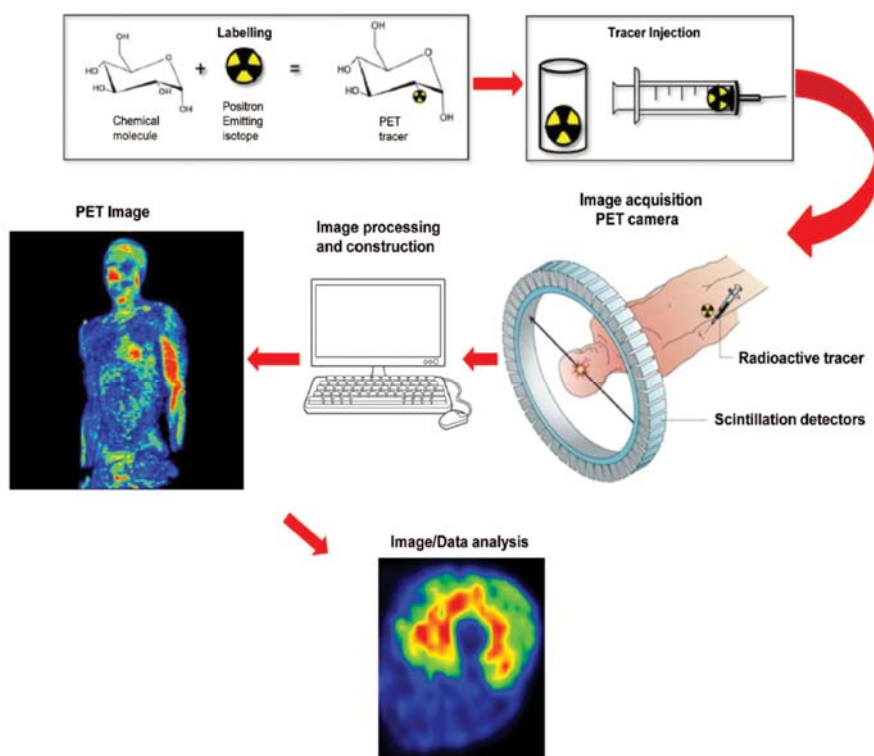 Labelling
OH
O
HO
HO
OH
OH
+
=
OH
O
HO
HO
OH
Chemical
molecule
Positron
Emitting
isotope
PET
tracer
Tracer Injection
PET Image
Image processing
and construction
Image acquisition
PET camera
Radioactive tracer
Scintillation detectors
Image/Data analysis